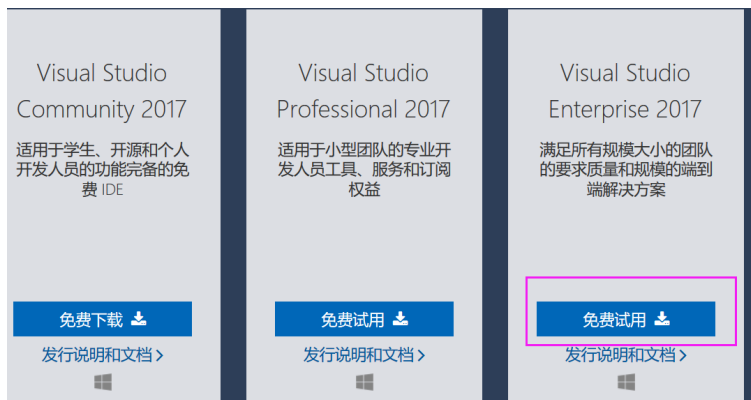 Visual Studio
Community 2017
适用于学生、开源和个人
开发人员的功能完备的免
费 IDE
免费下载
发行说明和文档 >
Visual Studio
Professional 2017
适用于小型团队的专业开
发人员工具、服务和订阅
权益
免费试用
发行说明和文档 >
Visual Studio
Enterprise 2017
满足所有规模大小的团队
的要求质量和规模的端到
端解决方案
免费试用
发行说明和文档 >